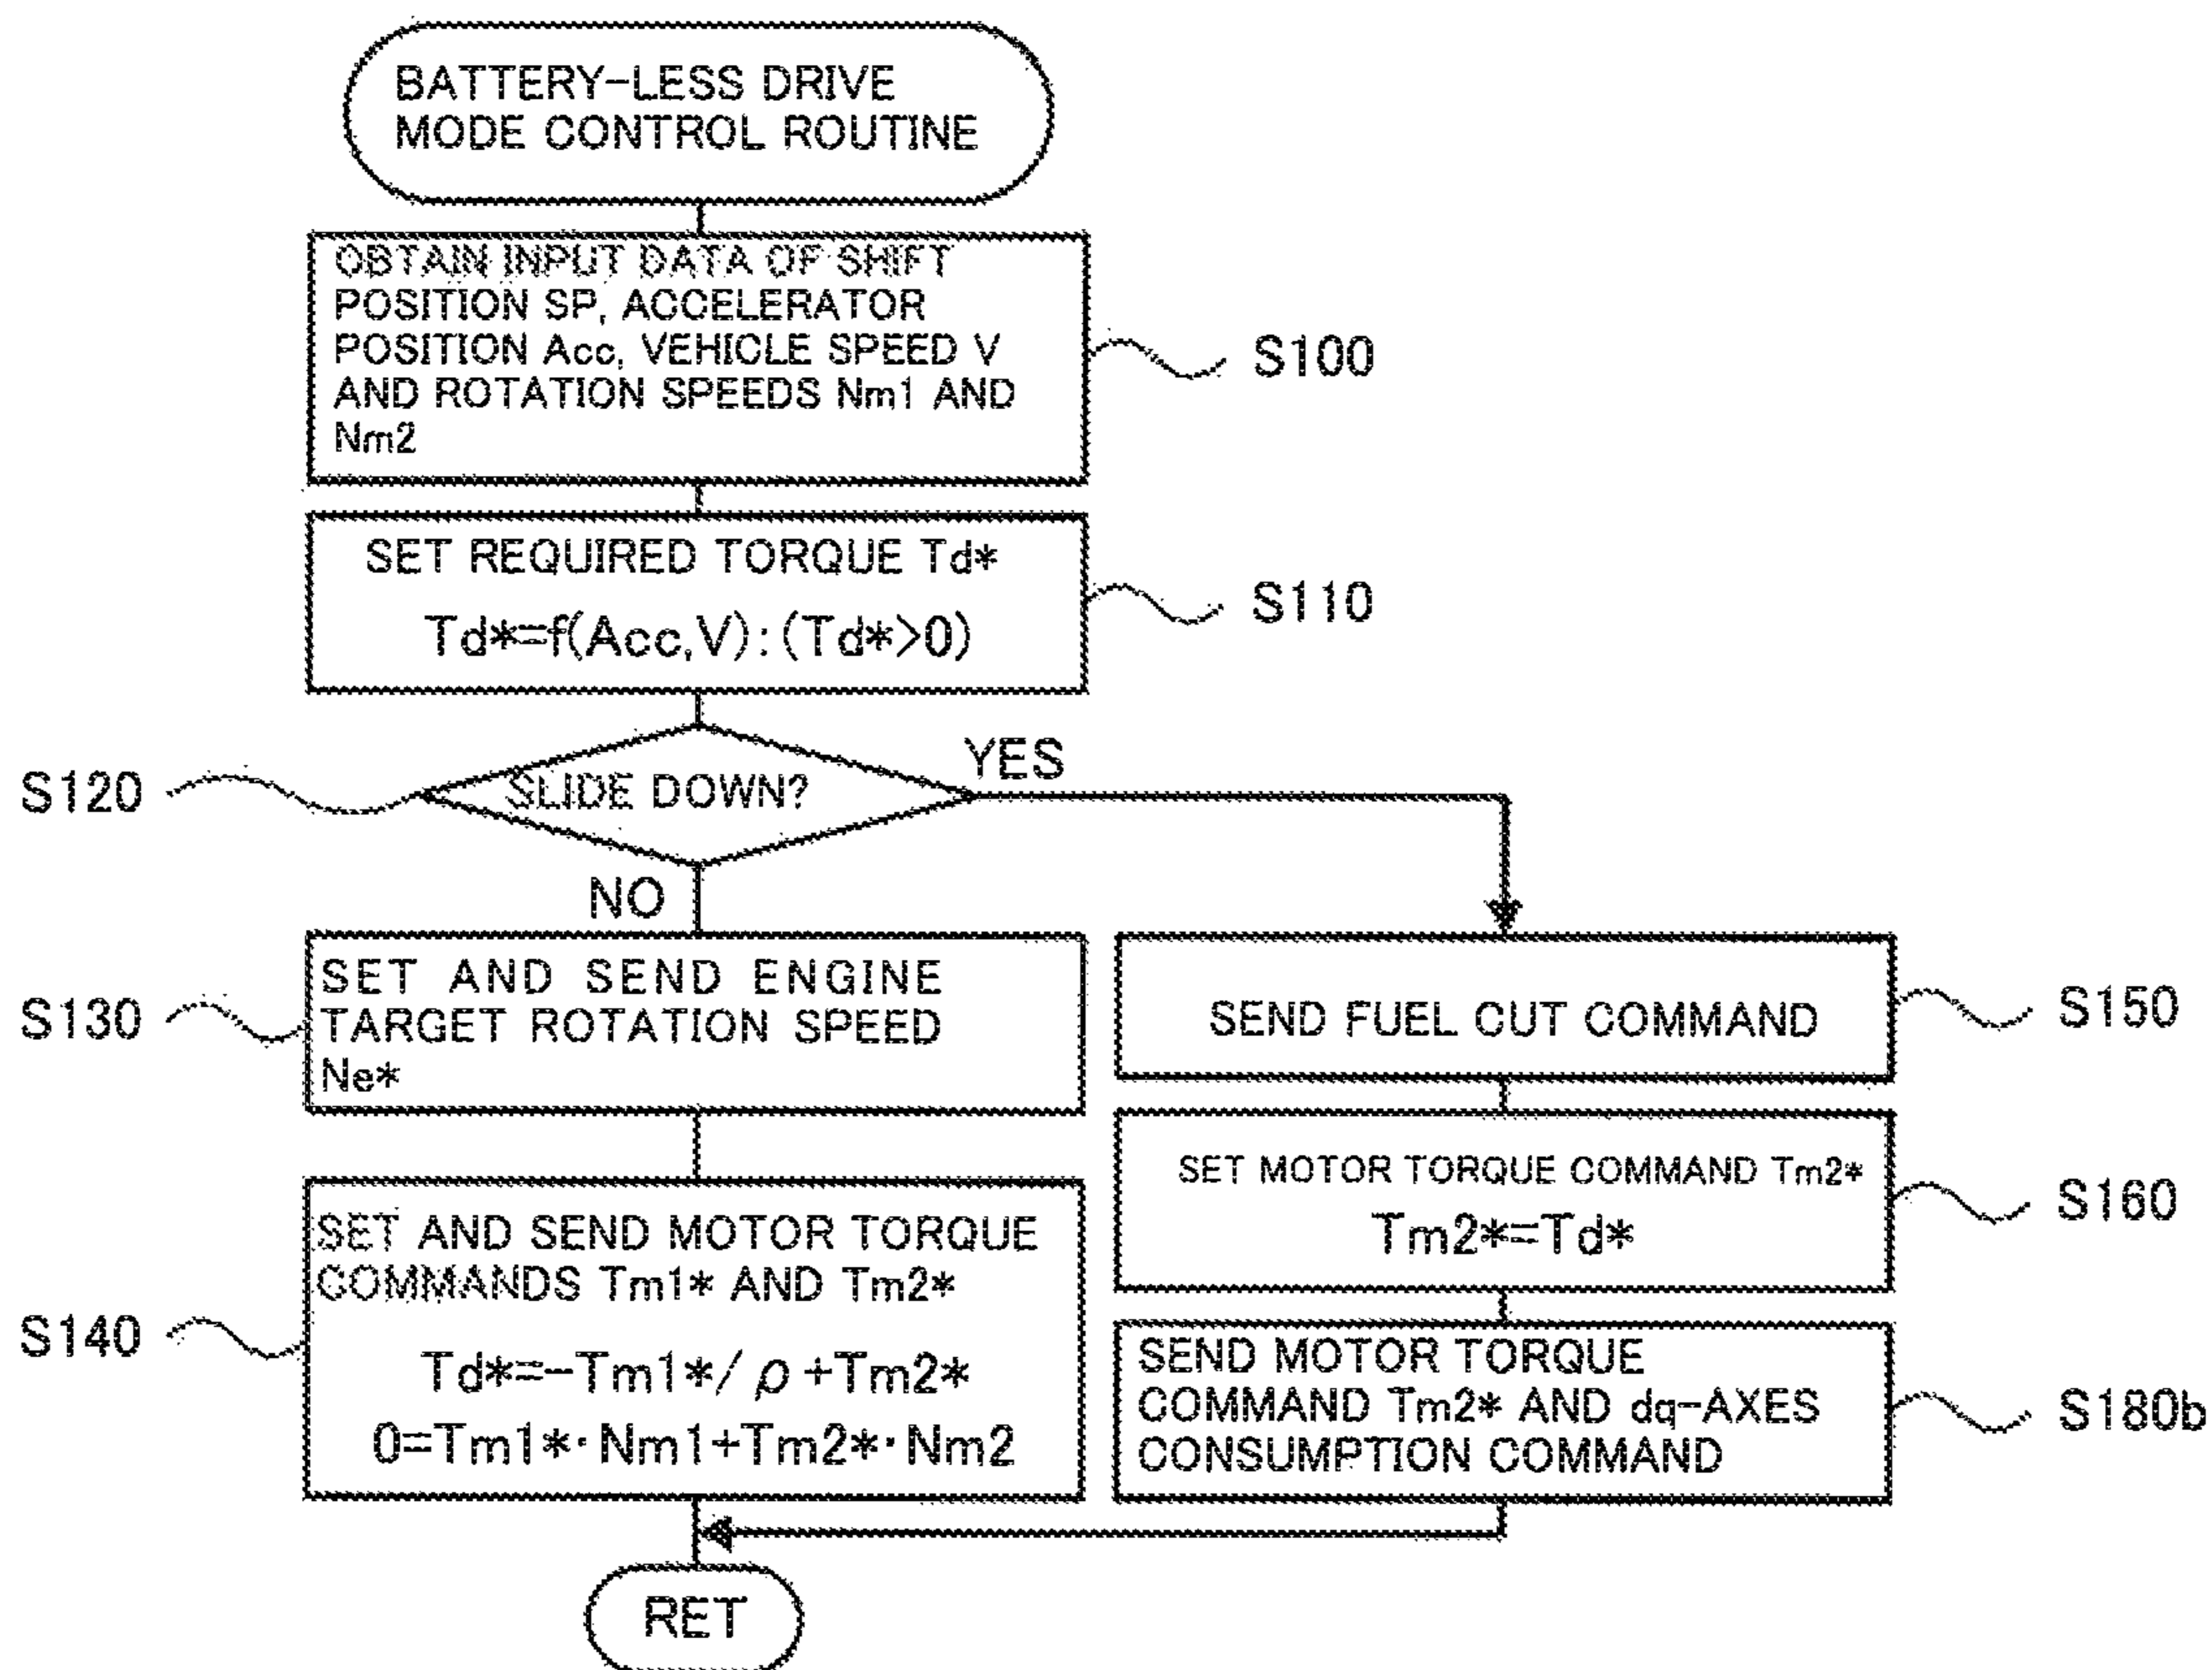 BATTERY-LESS DRIVE
MODE CONTROL ROUTINE
OBTAIN INPUT DATA OF SHIFT
POSITION SP, ACCELERATOR
POSITION Acc, VEHICLE SPEED V
AND ROTATION SPEEDS Nm1 AND
Nm2
S100
SET REQUIRED TORQUE Td*
Td*=f(Acc,V):(Td*>0)
S110
S120
SLIDE DOWN?
YES
NO
S130
SET AND SEND ENGINE
TARGET ROTATION SPEED
Ne*
S140
SET AND SEND MOTOR TORQUE
COMMANDS Tm1* AND Tm2*
Td*=-Tm1*/ρ+Tm2*
0=Tm1*·Nm1+Tm2*·Nm2
SEND FUEL CUT COMMAND
S150
SET MOTOR TORQUE COMMAND Tm2*
Tm2*=Td*
S160
SEND MOTOR TORQUE
COMMAND Tm2* AND dq-AXES
CONSUMPTION COMMAND
S180b
RET